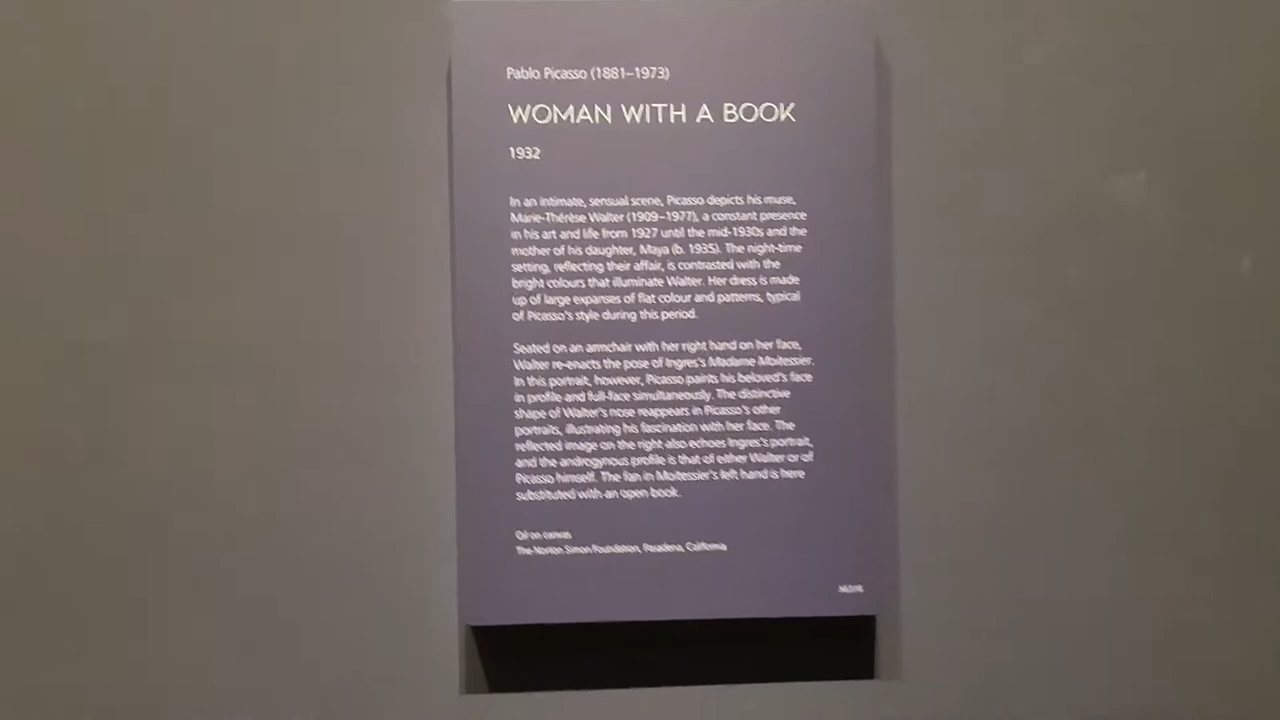 Pablo Picasso (1881–1973)
WOMAN WITH A BOOK
1932
In an intimate, sensual scene, Picasso depicts his muse,
Marie-Thérèse Walter (1909–1977), a constant presence
in his art and life from 1927 until the mid-1930s and the
mother of his daughter, Maya (b. 1935). The night-time
setting, reflecting their affair, is contrasted with the
bright colours that illuminate Walter. Her dress is made
up of large expanses of flat colour and patterns, typical
of Picasso's style during this period.
Seated on an armchair with her right hand on her face,
Walter re-enacts the pose of Ingres's Madame Moitessier.
In this portrait, however, Picasso paints his beloved's face
in profile and full-face simultaneously. The distinctive
shape of Walter's nose reappears in Picasso's other
portraits, illustrating his fascination with her face. The
reflected image on the right also echoes Ingres's portrait,
and the androgynous profile is that of either Walter or of
Picasso himself. The fan in Moitessier's left hand is here
substituted with an open book.
Oil on canvas
The Norton Simon Foundation, Pasadena, California